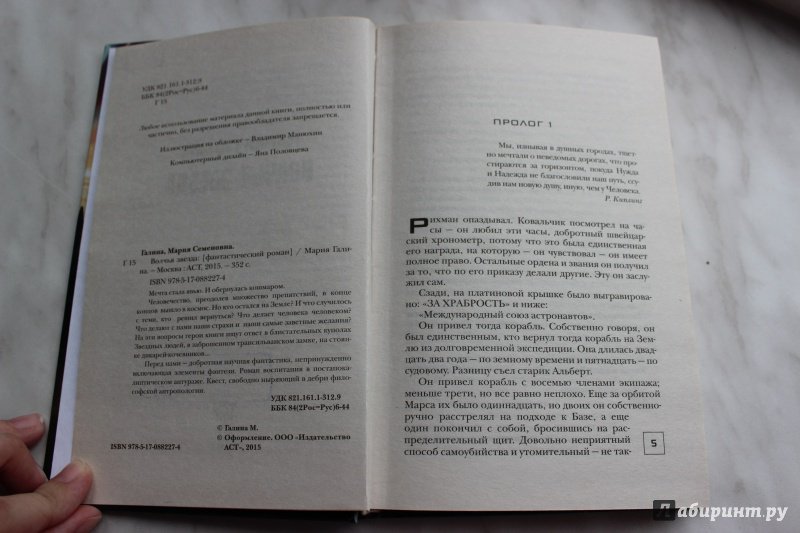 УДК 821.161.1-312.9
ББК 84(2Рос=Рус)6-44
Г 15
Любое использование материала данной книги, полностью или
частично, без разрешения правообладателя запрещается.
Иллюстрация на обложке – Владимир Манюхин
Компьютерный дизайн – Яна Половцева
Галина, Мария Семеновна.
Г 15 Волчья звезда: [фантастический роман] / Мария Гали-
на. – Москва : АСТ, 2015. – 352 с.
ISBN 978-5-17-088227-4
Мечта стала явью. И обернулась кошмаром.
Человечество, преодолев множество препятствий, в конце
концов вышло в космос. Но кто остался на Земле? И что случилось
с теми, кто решил вернуться? Что делает человека человеком?
Что делают с нами наши страхи и наши самые заветные желания?
На эти вопросы герои книги ищут ответ в блистательных куполах
Звездных людей, в заброшенном трансильванском замке, на стоян-
ке дикарей-кочевников...
Перед нами – добротная научная фантастика, непринужденно
включающая элементы фэнтези. Роман воспитания в постапока-
липтическом антураже. Квест, свободно ныряющий в дебри фило-
софской антропологии.
УДК 821.161.1-312.9
ББК 84(2Рос=Рус)6-44
© Галина М.
© Оформление. ООО «Издательство
АСТ», 2015
ISBN 978-5-17-088227-4
ПРОЛОГ 1
Мы, изнывая в душных городах, тщет-
но мечтали о неведомых дорогах, что про-
стираются за горизонтом, покуда Нужда
и Надежда не благословили наш путь, ссу-
див нам новую душу, иную, чем у Человека.
Р. Киплинг
Рихман опаздывал. Ковальчик посмотрел на ча-
сы – он любил эти часы, добротный швейцар-
ский хронометр, потому что это была единственная
его награда, на которую – он чувствовал – он имеет
полное право. Остальные ордена и звания он получил
за то, что по его приказу делали другие. Эту он заслу-
жил сам.
Сзади, на платиновой крышке было выгравиро-
вано: «ЗА ХРАБРОСТЬ» и ниже:
«Международный союз астронавтов».
Он привел тогда корабль. Собственно говоря, он
был единственным, кто вернул тогда корабль на Зем-
лю из долговременной экспедиции. Она длилась двад-
цать два года – по земному времени и пятнадцать – по
судовому. Разницу съел старик Альберт.
Он привел корабль с восемью членами экипажа;
меньше трети, но все равно неплохо. Еще за орбитой
Марса их было одиннадцать, но двоих он собственно-
ручно расстрелял на подходе к Базе, а еще
один покончил с собой, бросившись на рас-
пределительный щит. Довольно неприятный
способ самоубийства и утомительный – не так-
5
Лабиринт.ру